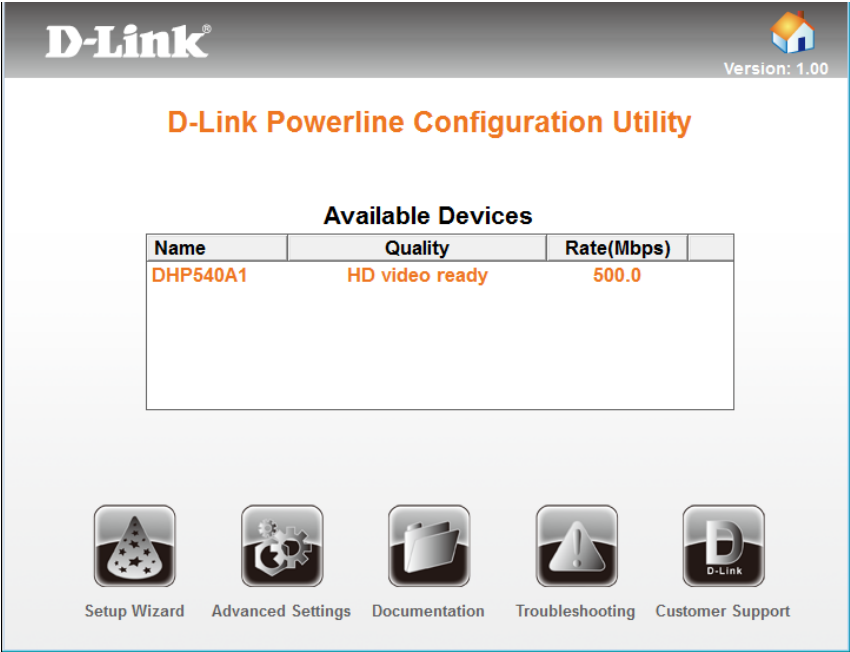 D-Link®
Version: 1.00
D-Link Powerline Configuration Utility
Available Devices
Name Quality Rate(Mbps)
DHP540A1 HD video ready 500.0
D
D-Link
Setup Wizard Advanced Settings Documentation Troubleshooting Customer Support